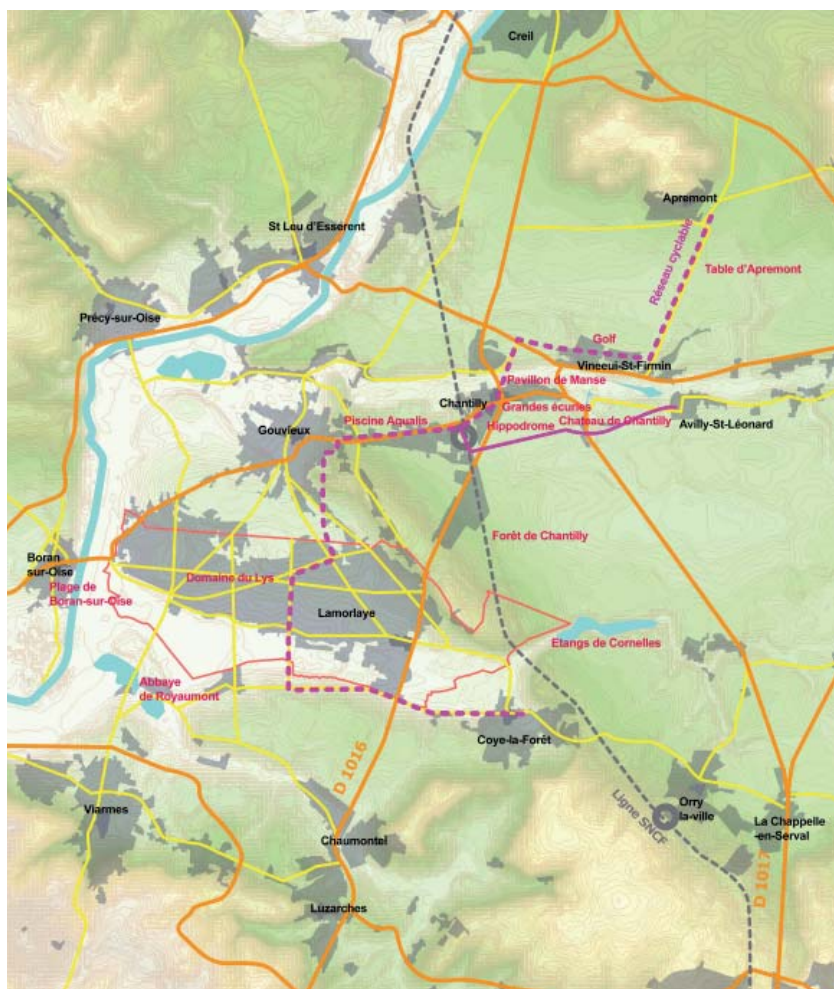 Creil
Apremont
Réseau cyclable
St Leu d'Esserent
Table d'Apremont
Précy-sur-Oise
Golf
Vineeui-St-Firmin
Pavillon de Manse
Chantilly
Grandes écuries
Piscine Aqualis
Hippodrome
Chateau de Chantilly
Avilly-St-Léonard
Gouvieux
Forêt de Chantilly
Boran
sur-Oise
Domaine du Lys
Plage de
Boran-sur-Oise
Lamorlaye
Etangs de Cornelles
Abbaye
de Royaumont
Coye-la-Forêt
D 1016
Viarmes
Ligne SNCF
Orry
la-ville
La Chappelle
-en-Serval
Chaumontel
D 1017
Luzarches